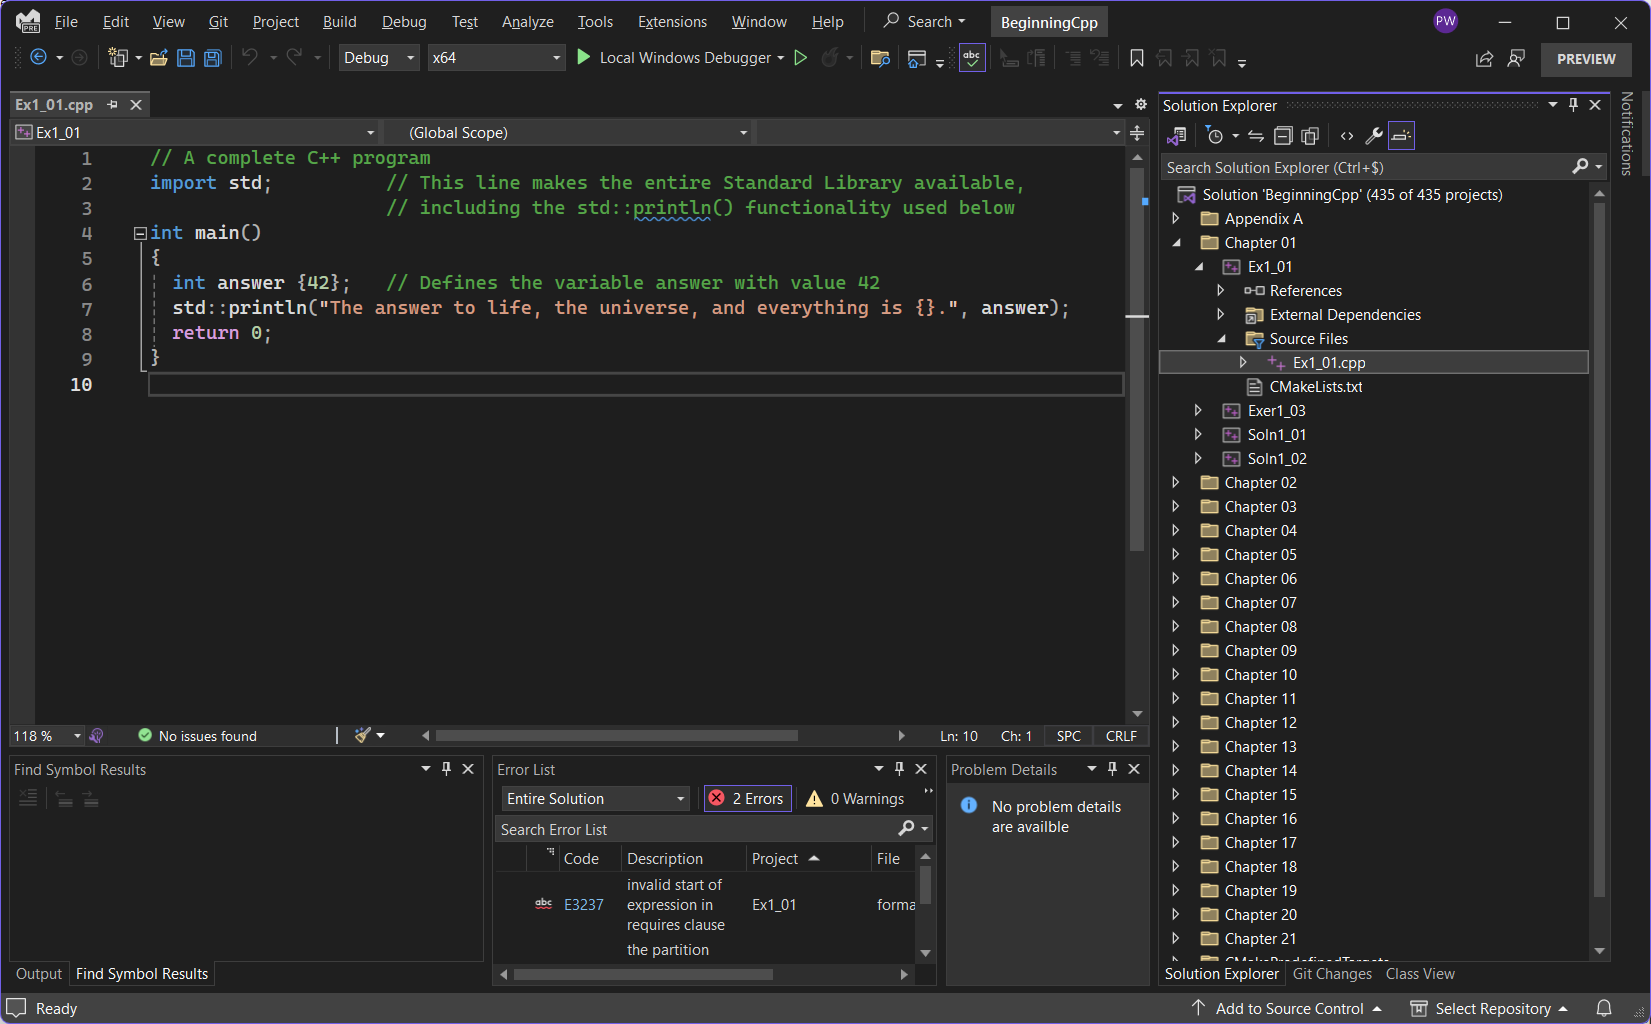 PRE
File Edit View Git Project Build Debug Test Analyze Tools Extensions Window Help Search BeginningCpp PW
Debug x64 Local Windows Debugger abc PREVIEW
Ex1_01.cpp
Ex1_01 (Global Scope)
1 // A complete C++ program
2 import std; // This line makes the entire Standard Library available,
3 // including the std::println() functionality used below
4 int main()
5 {
6 int answer {42}; // Defines the variable answer with value 42
7 std::println("The answer to life, the universe, and everything is {}.", answer);
8 return 0;
9 }
10
118 % No issues found Ln: 10 Ch: 1 SPC CRLF
Find Symbol Results
Output Find Symbol Results
Error List
Entire Solution 2 Errors 0 Warnings
Search Error List
Code Description Project File
abc E3237 invalid start of
expression in
requires clause Ex1_01 forma
the partition
Problem Details
No problem details
are availble
Solution Explorer
Search Solution Explorer (Ctrl+$)
Solution 'BeginningCpp' (435 of 435 projects)
Appendix A
Chapter 01
Ex1_01
References
External Dependencies
Source Files
Ex1_01.cpp
CMakeLists.txt
Exer1_03
Soln1_01
Soln1_02
Chapter 02
Chapter 03
Chapter 04
Chapter 05
Chapter 06
Chapter 07
Chapter 08
Chapter 09
Chapter 10
Chapter 11
Chapter 12
Chapter 13
Chapter 14
Chapter 15
Chapter 16
Chapter 17
Chapter 18
Chapter 19
Chapter 20
Chapter 21
CMakePredefinedTargets
Solution Explorer Git Changes Class View
Notifications
Ready Add to Source Control Select Repository